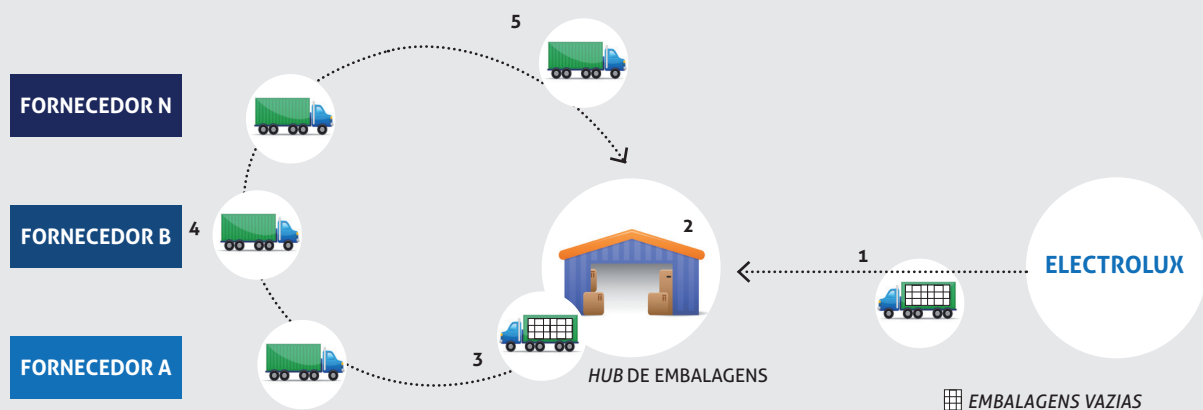 5
FORNECEDOR N
FORNECEDOR B
4
2
1
ELECTROLUX
3
FORNECEDOR A
HUB DE EMBALAGENS
EMBALAGENS VAZIAS